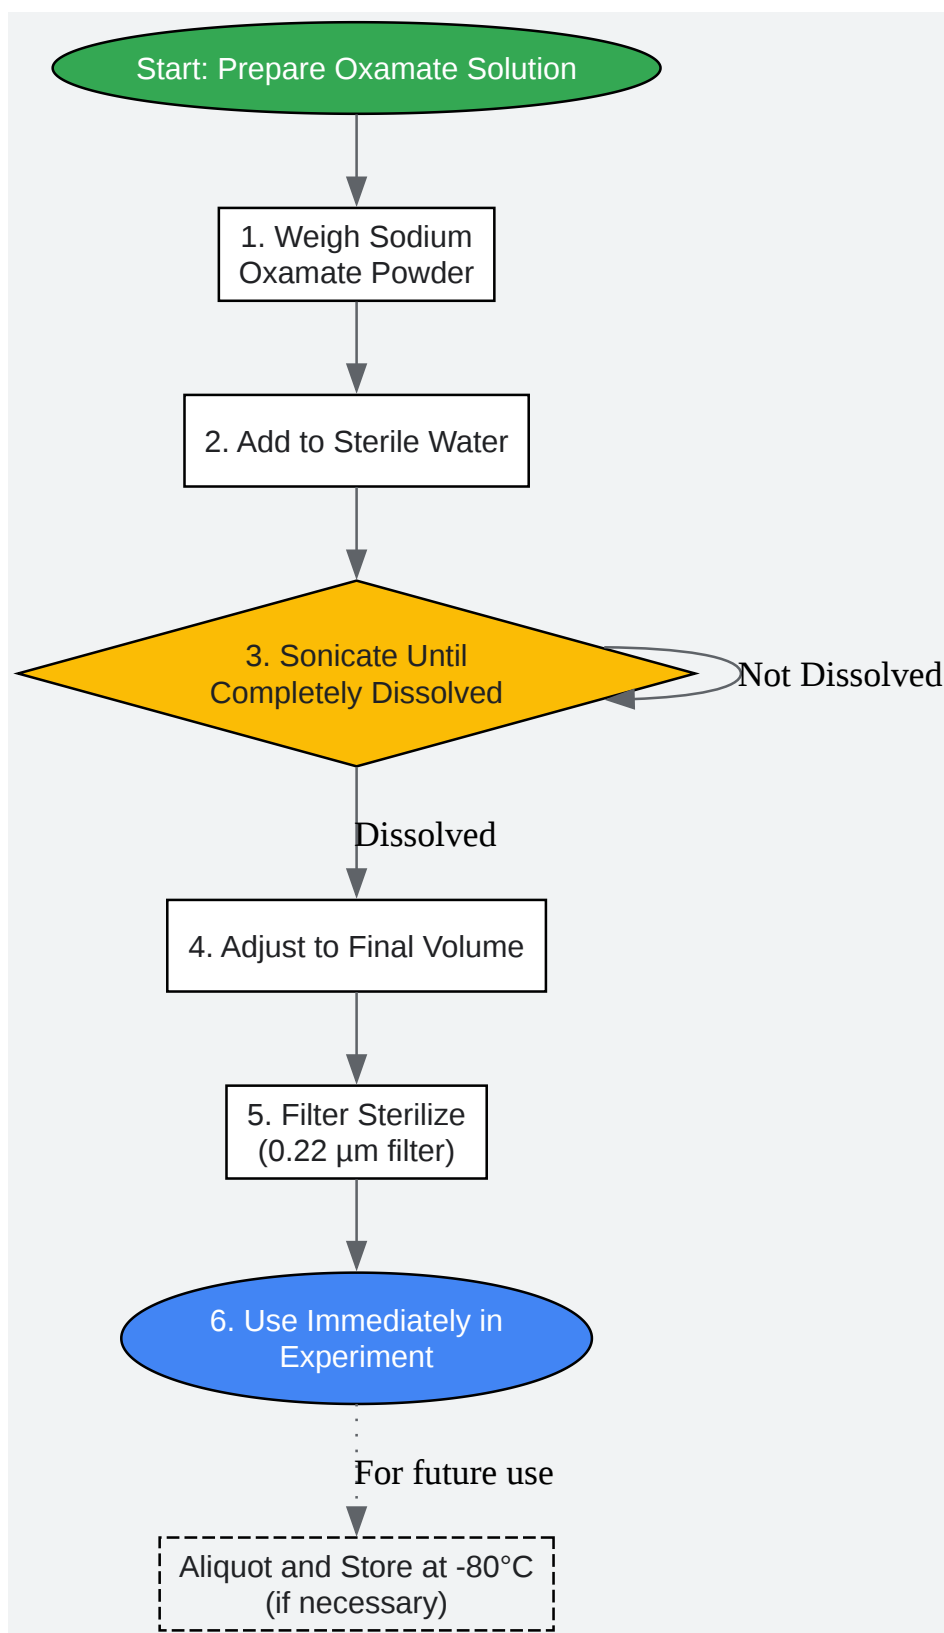 Start: Prepare Oxamate Solution
1. Weigh Sodium
Oxamate Powder
2. Add to Sterile Water
3. Sonicate Until
Completely Dissolved
Not Dissolved
Dissolved
4. Adjust to Final Volume
5. Filter Sterilize
(0.22 µm filter)
6. Use Immediately in
Experiment
For future use
Aliquot and Store at -80°C
(if necessary)